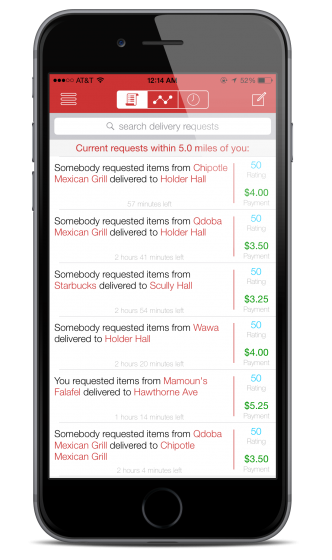 AT&T 12:14 AM 52%
search delivery requests
Current requests within 5.0 miles of you:
Somebody requested items from Chipotle
Mexican Grill delivered to Holder Hall
57 minutes left
50
Rating
$4.00
Payment
Somebody requested items from Qdoba
Mexican Grill delivered to Holder Hall
2 hours 41 minutes left
50
Rating
$3.50
Payment
Somebody requested items from
Starbucks delivered to Scully Hall
2 hours 54 minutes left
50
Rating
$3.25
Payment
Somebody requested items from Wawa
delivered to Holder Hall
2 hours 20 minutes left
50
Rating
$4.00
Payment
You requested items from Mamoun's
Falafel delivered to Hawthorne Ave
1 hours 14 minutes left
50
Rating
$5.25
Payment
Somebody requested items from Qdoba
Mexican Grill delivered to Chipotle
Mexican Grill
2 hours 4 minutes left
50
Rating
$3.50
Payment